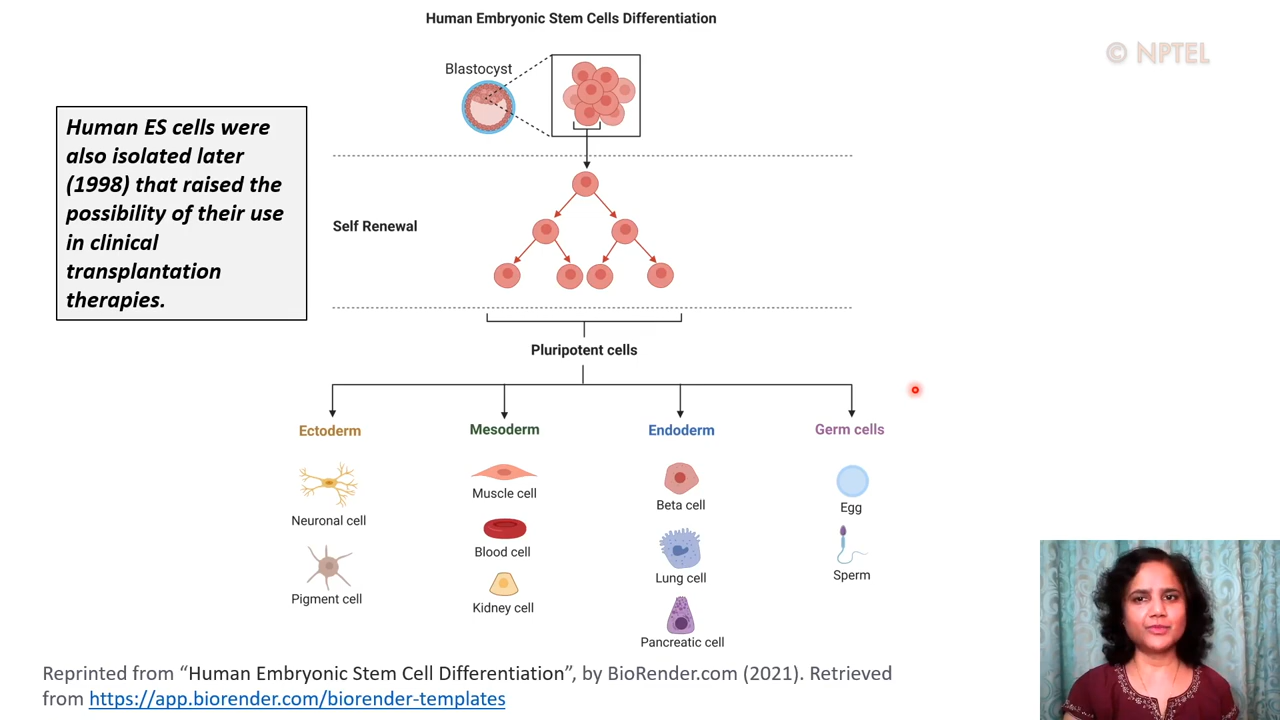 Human Embryonic Stem Cells Differentiation
© NPTEL
Blastocyst
Human ES cells were
also isolated later
(1998) that raised the
possibility of their use
in clinical
transplantation
therapies.
Self Renewal
Pluripotent cells
Ectoderm
Mesoderm
Endoderm
Germ cells
Neuronal cell
Pigment cell
Muscle cell
Blood cell
Kidney cell
Beta cell
Lung cell
Pancreatic cell
Egg
Sperm
Reprinted from “Human Embryonic Stem Cell Differentiation”, by BioRender.com (2021). Retrieved
from https://app.biorender.com/biorender-templates